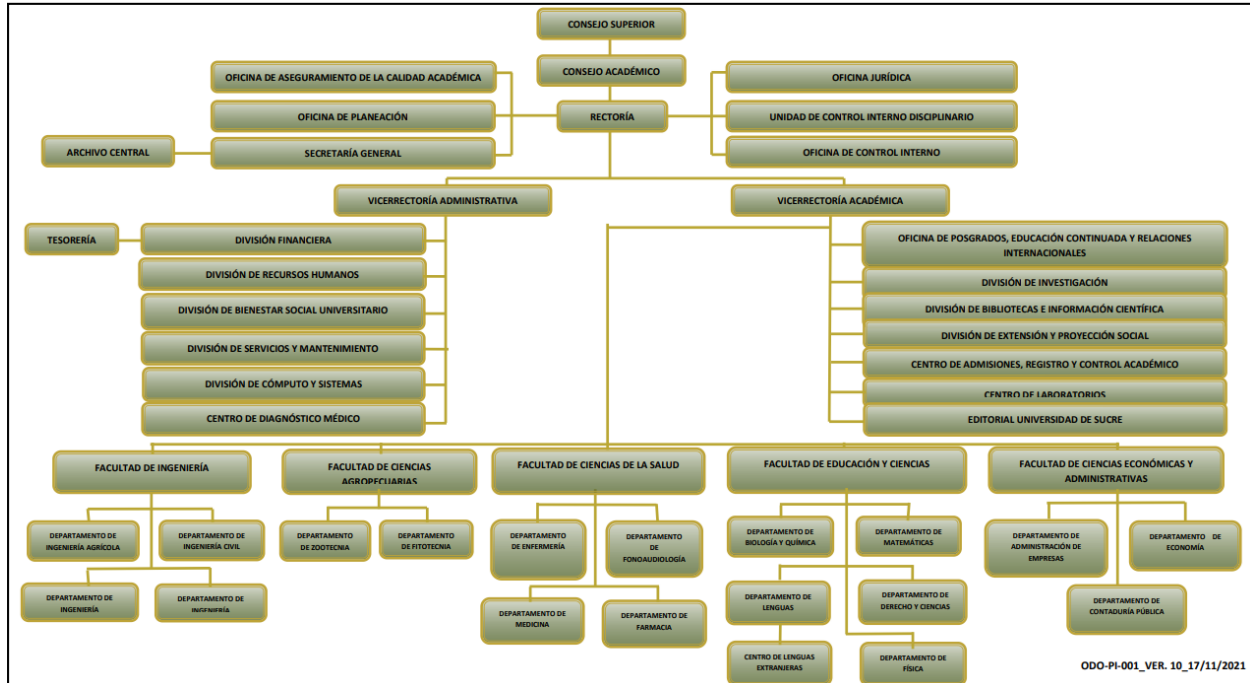 CONSEJO SUPERIOR
CONSEJO ACADÉMICO
OFICINA DE ASEGURAMIENTO DE LA CALIDAD ACADÉMICA
OFICINA JURÍDICA
OFICINA DE PLANEACIÓN
RECTORÍA
UNIDAD DE CONTROL INTERNO DISCIPLINARIO
ARCHIVO CENTRAL
SECRETARÍA GENERAL
OFICINA DE CONTROL INTERNO
VICERRECTORÍA ADMINISTRATIVA
VICERRECTORÍA ACADÉMICA
TESORERÍA
DIVISIÓN FINANCIERA
DIVISIÓN DE RECURSOS HUMANOS
DIVISIÓN DE BIENESTAR SOCIAL UNIVERSITARIO
DIVISIÓN DE SERVICIOS Y MANTENIMIENTO
DIVISIÓN DE CÓMPUTO Y SISTEMAS
CENTRO DE DIAGNÓSTICO MÉDICO
OFICINA DE POSGRADOS, EDUCACIÓN CONTINUADA Y RELACIONES
INTERNACIONALES
DIVISIÓN DE INVESTIGACIÓN
DIVISIÓN DE BIBLIOTECAS E INFORMACIÓN CIENTÍFICA
DIVISIÓN DE EXTENSIÓN Y PROYECCIÓN SOCIAL
CENTRO DE ADMISIONES, REGISTRO Y CONTROL ACADÉMICO
CENTRO DE LABORATORIOS
EDITORIAL UNIVERSIDAD DE SUCRE
FACULTAD DE INGENIERÍA
FACULTAD DE CIENCIAS
AGROPECUARIAS
FACULTAD DE CIENCIAS DE LA SALUD
FACULTAD DE EDUCACIÓN Y CIENCIAS
FACULTAD DE CIENCIAS ECONÓMICAS Y
ADMINISTRATIVAS
DEPARTAMENTO DE
INGENIERÍA AGRÍCOLA
DEPARTAMENTO DE
INGENIERÍA CIVIL
DEPARTAMENTO DE
INGENIERÍA
DEPARTAMENTO DE
INGENIERÍA
DEPARTAMENTO
DE ZOOTECNIA
DEPARTAMENTO
DE FITOTECNIA
DEPARTAMENTO
DE ENFERMERÍA
DEPARTAMENTO
DE
FONOAUDIOLOGÍA
DEPARTAMENTO DE
MEDICINA
DEPARTAMENTO DE
FARMACIA
DEPARTAMENTO DE
BIOLOGÍA Y QUÍMICA
DEPARTAMENTO DE
MATEMÁTICAS
DEPARTAMENTO DE
LENGUAS
DEPARTAMENTO DE
DERECHO Y CIENCIAS
CENTRO DE LENGUAS
EXTRANJERAS
DEPARTAMENTO DE
FÍSICA
DEPARTAMENTO DE
ADMINISTRACIÓN DE
EMPRESAS
DEPARTAMENTO DE
ECONOMÍA
DEPARTAMENTO DE
CONTADURÍA PÚBLICA
ODO-PI-001_VER. 10_17/11/2021